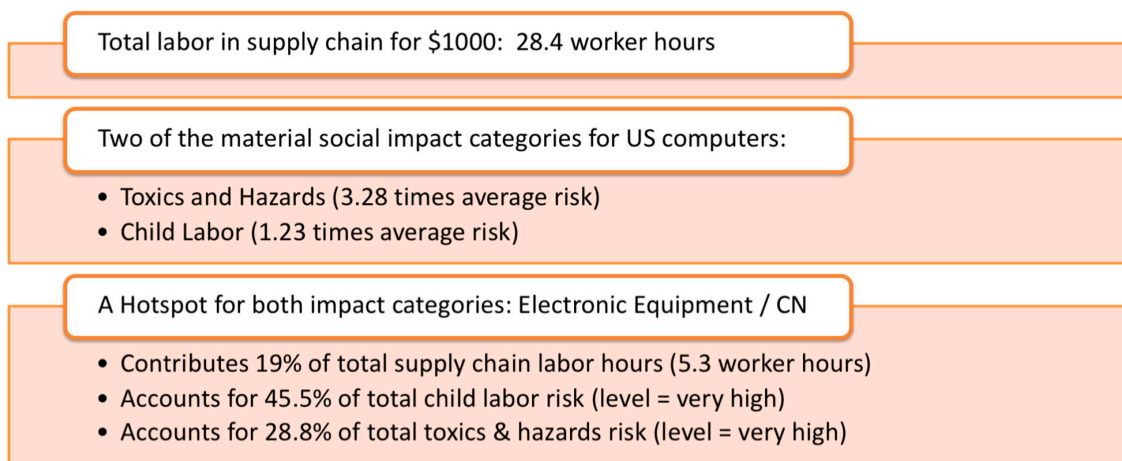 Total labor in supply chain for $1000:  28.4 worker hours
Two of the material social impact categories for US computers:
• Toxics and Hazards (3.28 times average risk)
• Child Labor (1.23 times average risk)
A Hotspot for both impact categories: Electronic Equipment / CN
• Contributes 19% of total supply chain labor hours (5.3 worker hours)
• Accounts for 45.5% of total child labor risk (level = very high)
• Accounts for 28.8% of total toxics & hazards risk (level = very high)